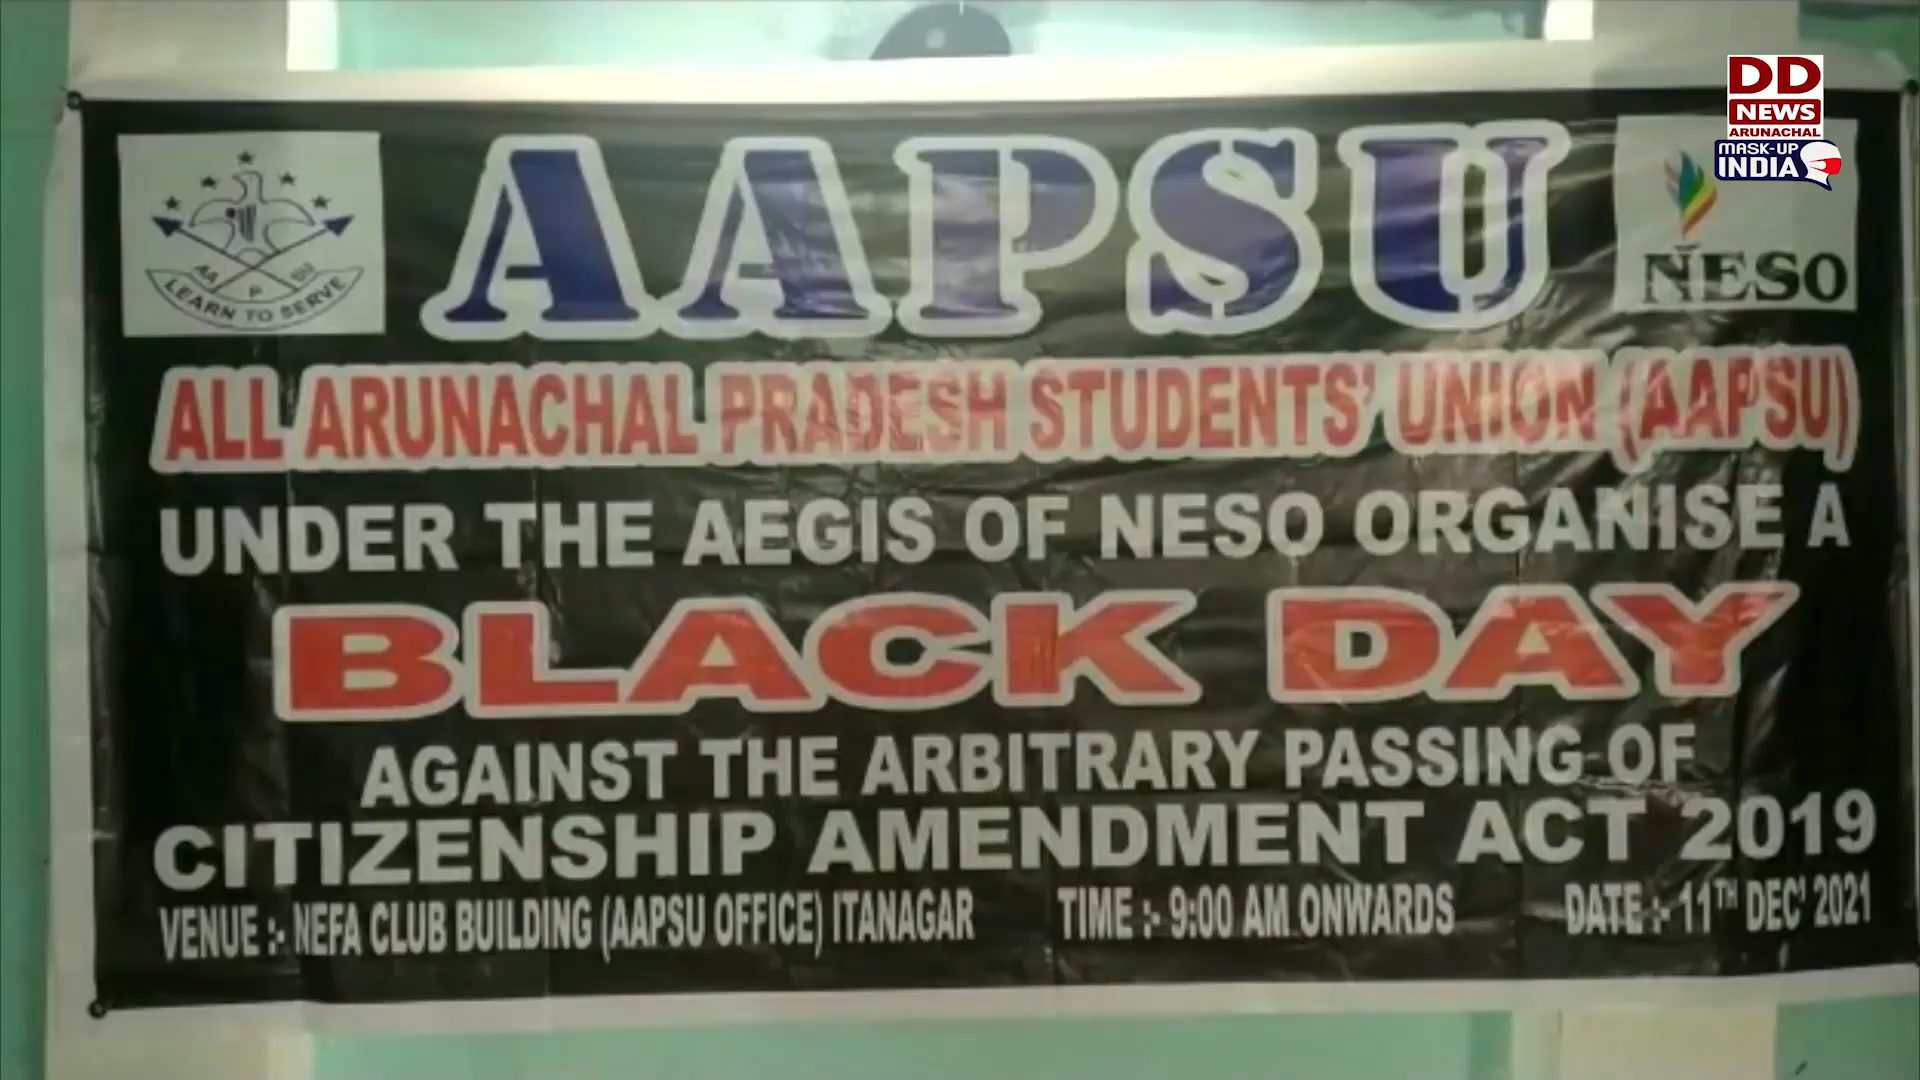 DD
NEWS
ARUNACHAL
MASK-UP
INDIA
AAPSU
AA P SU
LEARN TO SERVE
NESO
ALL ARUNACHAL PRADESH STUDENTS' UNION (AAPSU)
UNDER THE AEGIS OF NESO ORGANISE A
BLACK DAY
AGAINST THE ARBITRARY PASSING OF
CITIZENSHIP AMENDMENT ACT 2019
VENUE :- NEFA CLUB BUILDING (AAPSU OFFICE) ITANAGAR TIME :- 9:00 AM ONWARDS DATE :- 11TH DEC' 2021